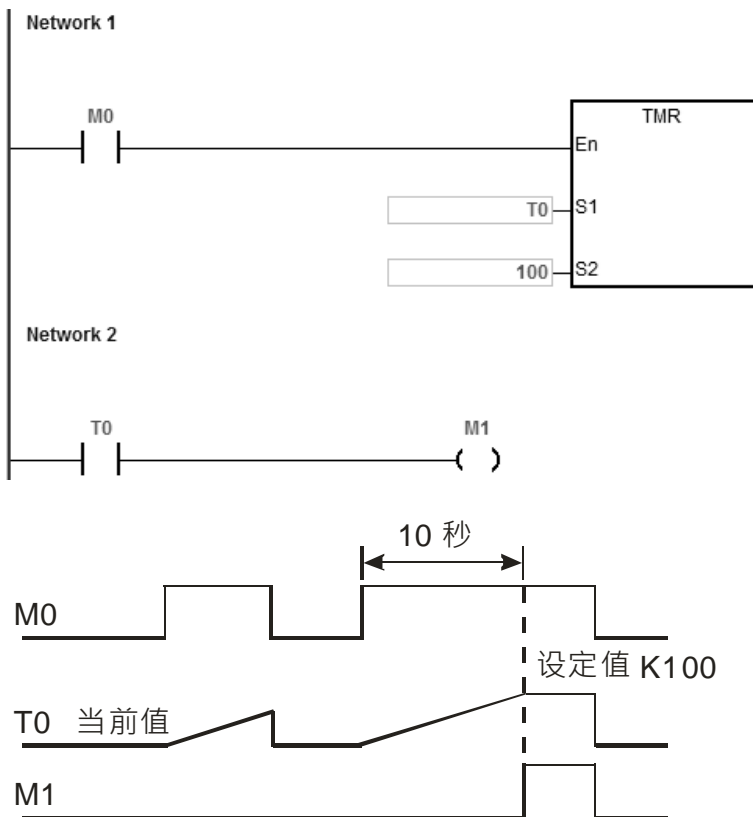 Network 1
M0
TMR
En
T0 S1
100 S2
Network 2
T0 M1
10 秒
M0
设定值 K100
T0 当前值
M1